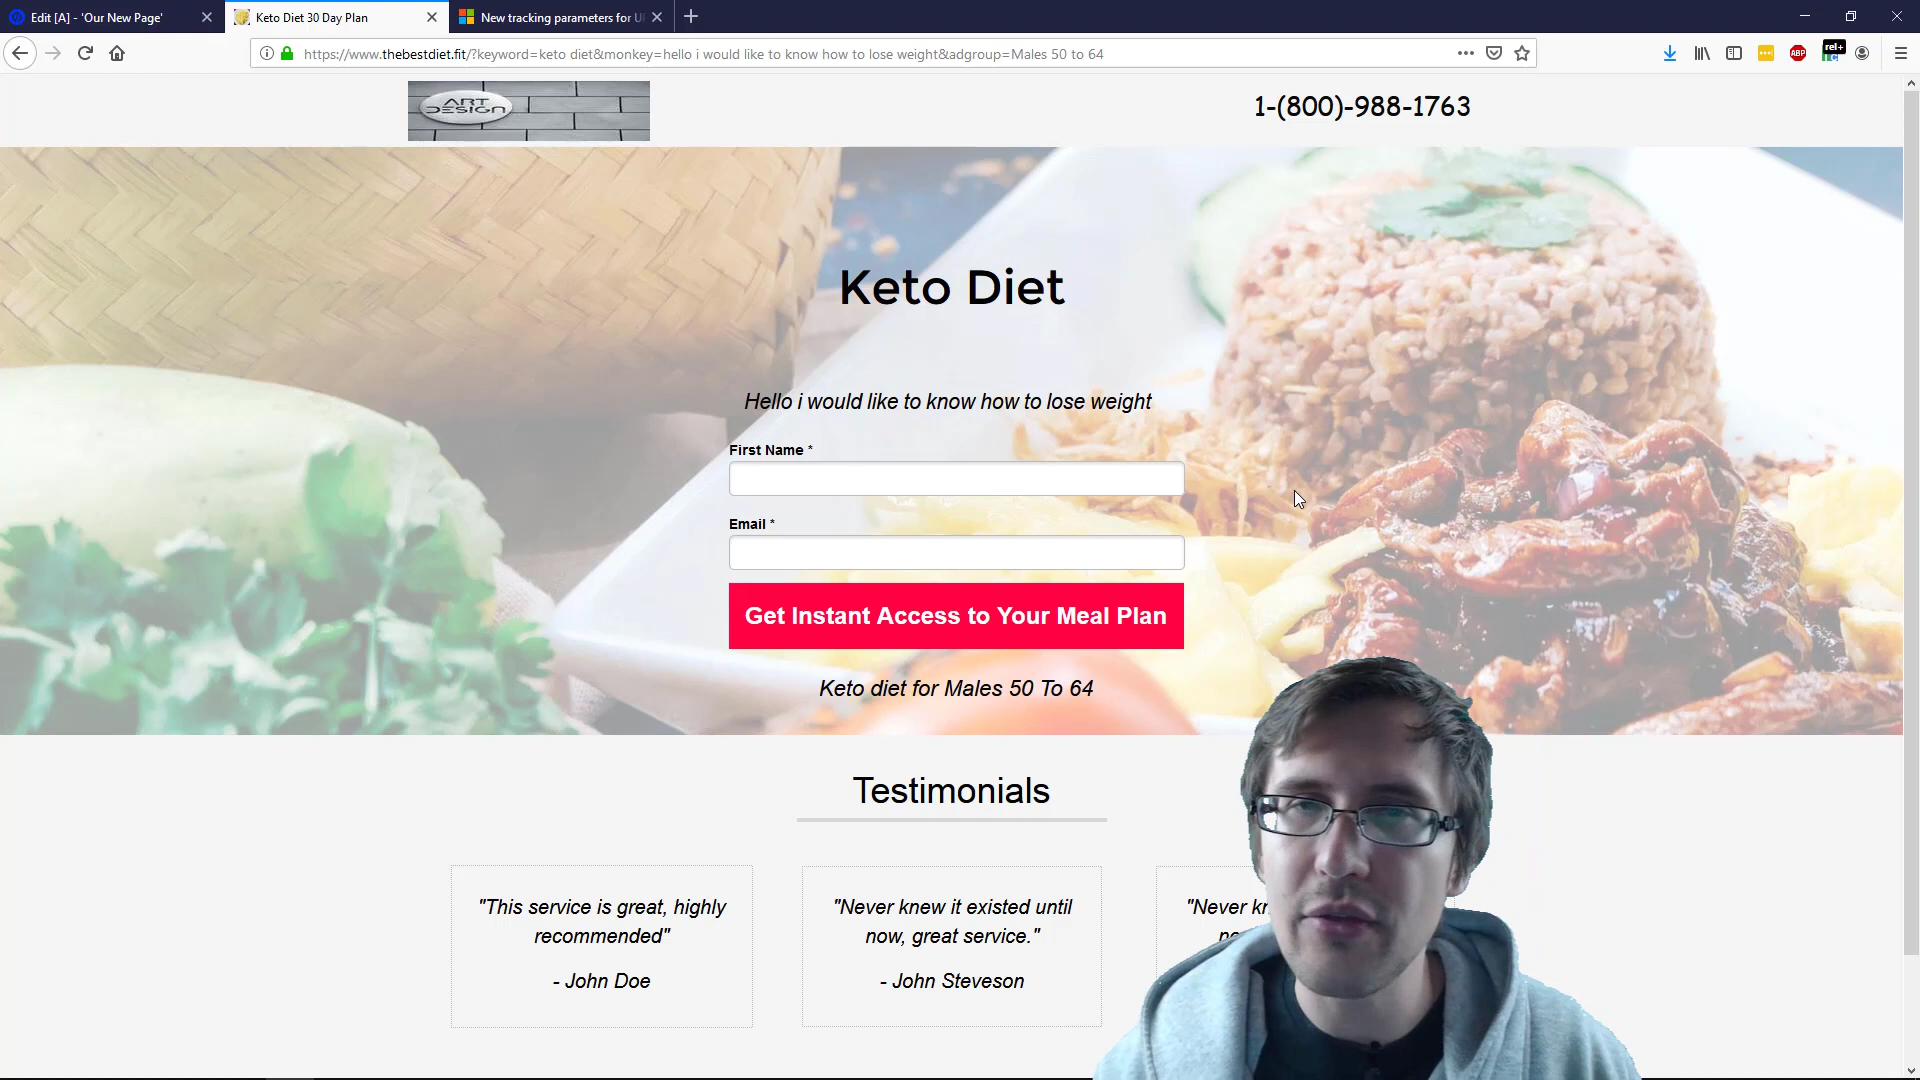 Edit [A] - 'Our New Page'
Keto Diet 30 Day Plan
New tracking parameters for
https://www.thebestdiet.fit/?keyword=keto diet&monkey=hello i would like to know how to lose weight&adgroup=Males 50 to 64
ABP
rel+
ART
DESIGN
1-(800)-988-1763
Keto Diet
Hello i would like to know how to lose weight
First Name *
Email *
Get Instant Access to Your Meal Plan
Keto diet for Males 50 To 64
Testimonials
"This service is great, highly
recommended"
- John Doe
"Never knew it existed until
now, great service."
- John Steveson
"Never